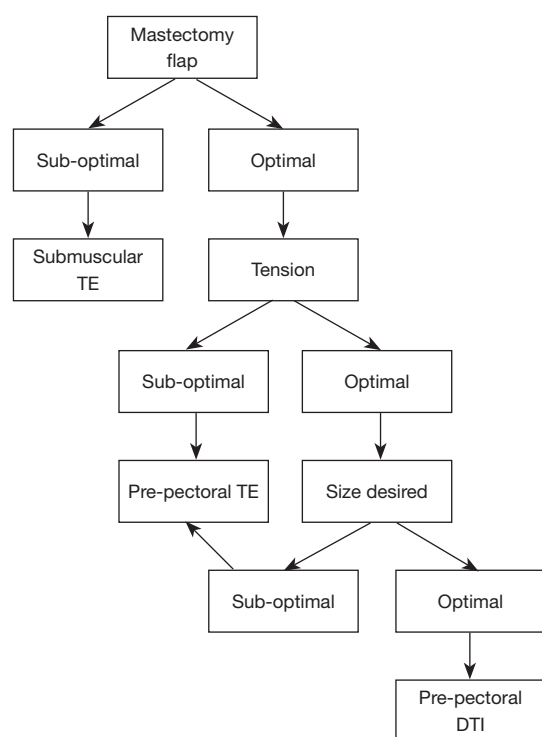 Mastectomy
flap
Sub-optimal
Optimal
Submuscular
TE
Tension
Sub-optimal
Optimal
Pre-pectoral TE
Size desired
Sub-optimal
Optimal
Pre-pectoral
DTI